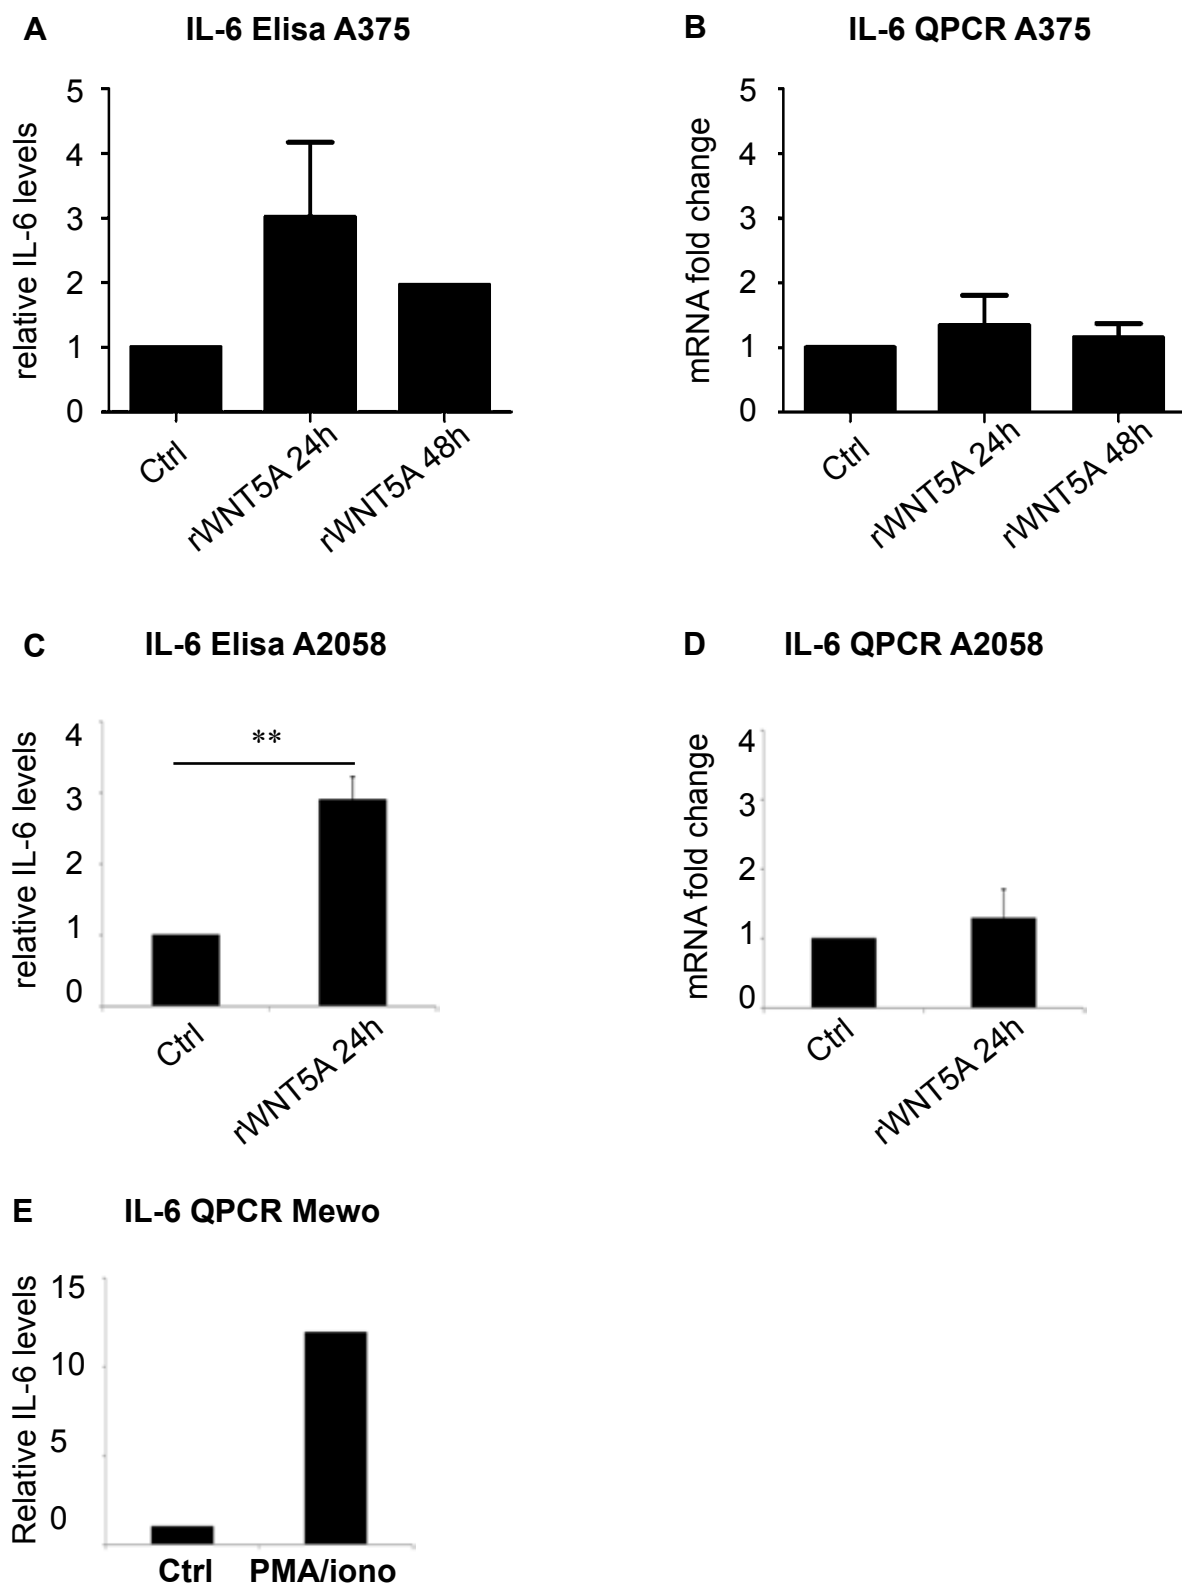 A IL-6 Elisa A375
relative IL-6 levels
5
4
3
2
1
0
Ctrl
rWNT5A 24h
rWNT5A 48h
B IL-6 QPCR A375
mRNA fold change
5
4
3
2
1
0
Ctrl
rWNT5A 24h
rWNT5A 48h
C IL-6 Elisa A2058
relative IL-6 levels
4
3
2
1
0
**
Ctrl
rWNT5A 24h
D IL-6 QPCR A2058
mRNA fold change
4
3
2
1
0
Ctrl
rWNT5A 24h
E IL-6 QPCR Mewo
Relative IL-6 levels
15
10
5
0
Ctrl PMA/iono